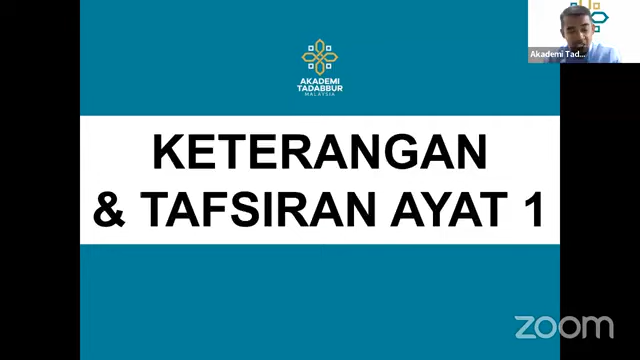 AKADEMI
TADABBUR
MALAYSIA
Akademi Tad...
KETERANGAN
& TAFSIRAN AYAT 1
zoom